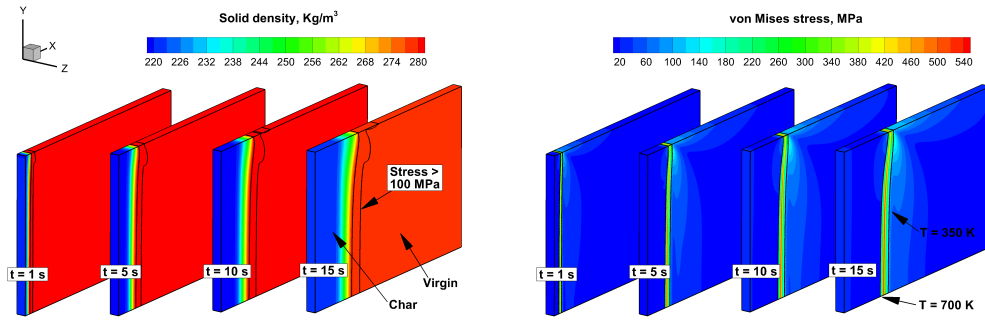 Y
X
Z
Solid density, Kg/m³
220 226 232 238 244 250 256 262 268 274 280
Stress >
100 MPa
t = 1 s
t = 5 s
t = 10 s
t = 15 s
Virgin
Char
von Mises stress, MPa
20 60 100 140 180 220 260 300 340 380 420 460 500 540
T = 350 K
t = 1 s
t = 5 s
t = 10 s
t = 15 s
T = 700 K